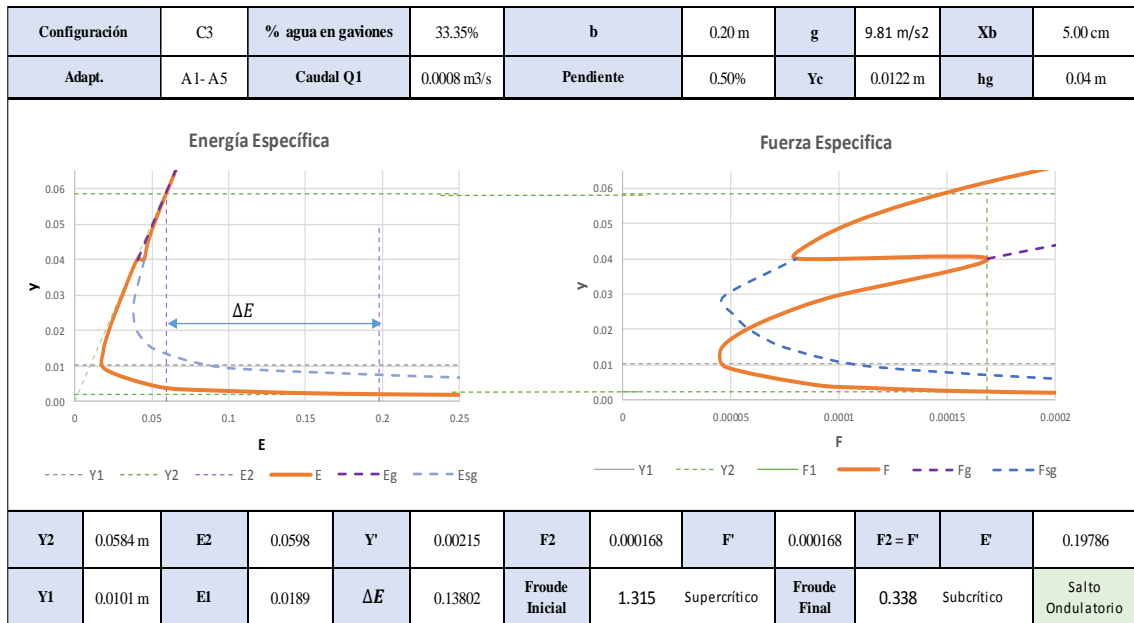 Configuración C3 % agua en gaviones 33.35% b 0.20 m g 9.81 m/s2 Xb 5.00 cm
Adapt. A1- A5 Caudal Q1 0.0008 m3/s Pendiente 0.50% Yc 0.0122 m hg 0.04 m
Energía Específica
0.06
0.05
0.04
0.03
0.02
0.01
0.00
y
ΔE
0 0.05 0.1 0.15 0.2 0.25
E
Y1 Y2 E2 E Eg Esg
Fuerza Especifica
0.06
0.05
0.04
0.03
0.02
0.01
0.00
y
0 0.00005 0.0001 0.00015 0.0002
F
Y1 Y2 F1 F Fg Fsg
Y2 0.0584 m E2 0.0598 Y' 0.00215 F2 0.000168 F' 0.000168 F2 = F' E' 0.19786
Y1 0.0101 m E1 0.0189 ΔE 0.13802 Froude Inicial 1.315 Supercrítico Froude Final 0.338 Subcrítico Salto Ondulatorio